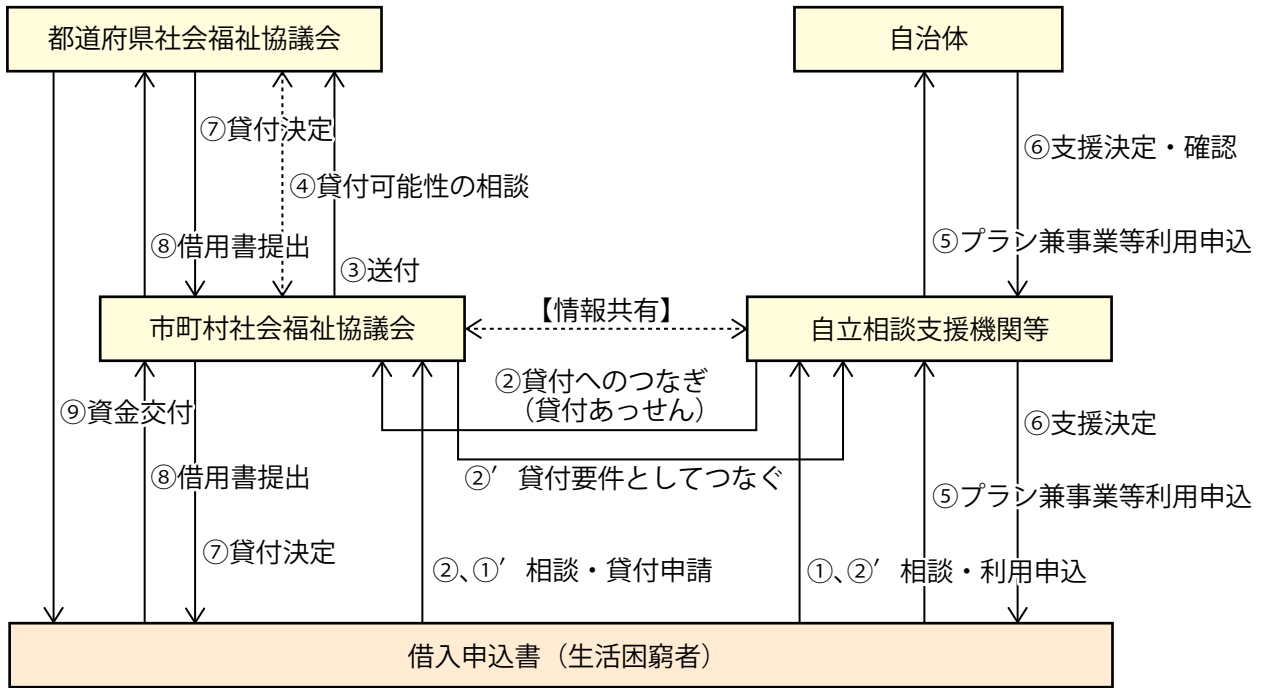 都道府県社会福祉協議会
自治体
⑦貸付決定
⑥支援決定・確認
④貸付可能性の相談
⑧借用書提出
⑤プラン兼事業等利用申込
③送付
市町村社会福祉協議会
【情報共有】
自立相談支援機関等
②貸付へのつなぎ
（貸付あっせん）
⑨資金交付
⑥支援決定
⑧借用書提出
②′貸付要件としてつなぐ
⑤プラン兼事業等利用申込
⑦貸付決定
②、①′相談・貸付申請
①、②′相談・利用申込
借入申込書（生活困窮者）